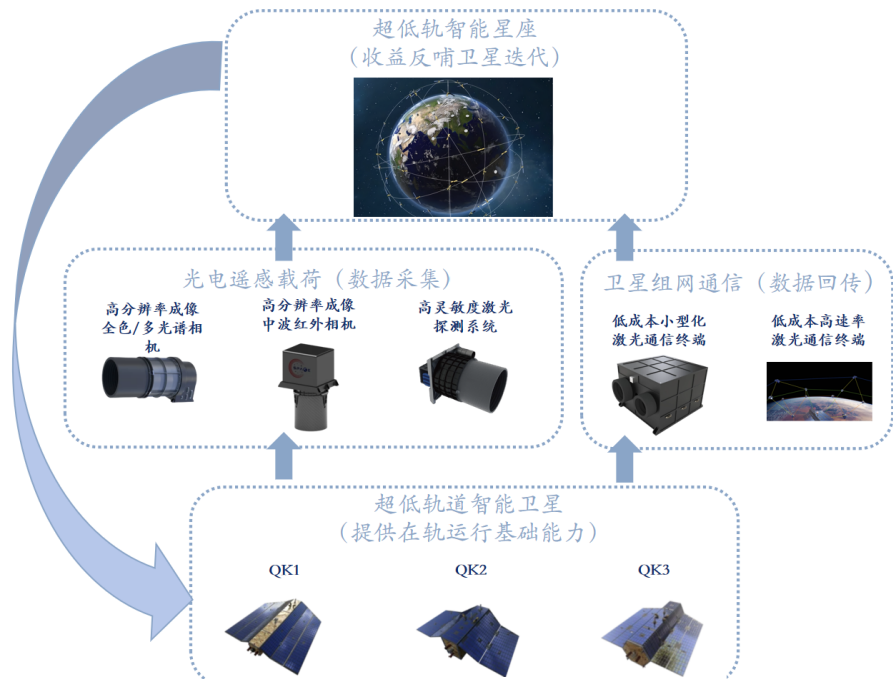 超低轨智能星座
（收益反哺卫星迭代）
光电遥感载荷（数据采集）
高分辨率成像
全色/多光谱相
机
高分辨率成像
中波红外相机
高灵敏度激光
探测系统
卫星组网通信（数据回传）
低成本小型化
激光通信终端
低成本高速率
激光通信终端
超低轨道智能卫星
（提供在轨运行基础能力）
QK1
QK2
QK3